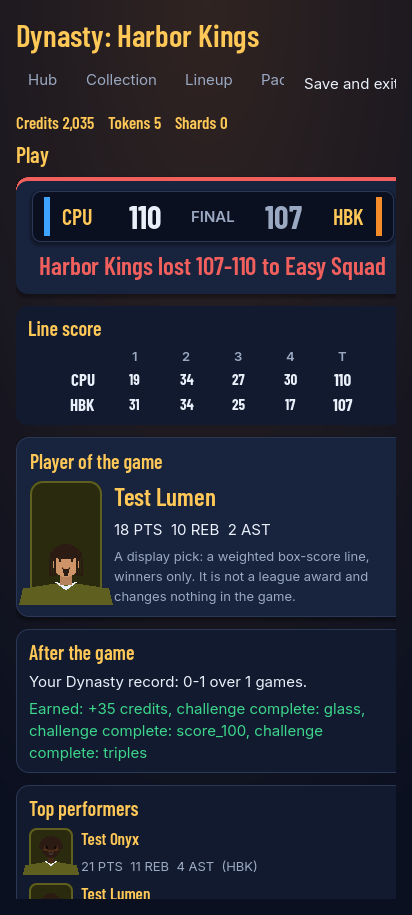 Dynasty: Harbor Kings
Hub Collection Lineup Pac Save and exit
Credits 2,035 Tokens 5 Shards 0
Play
CPU 110 FINAL 107 HBK
Harbor Kings lost 107-110 to Easy Squad
Line score
1 2 3 4 T
CPU 19 34 27 30 110
HBK 31 34 25 17 107
Player of the game
Test Lumen
18 PTS 10 REB 2 AST
A display pick: a weighted box-score line,
winners only. It is not a league award and
changes nothing in the game.
After the game
Your Dynasty record: 0-1 over 1 games.
Earned: +35 credits, challenge complete: glass,
challenge complete: score_100, challenge
complete: triples
Top performers
Test Onyx
21 PTS 11 REB 4 AST (HBK)
Test Lumen